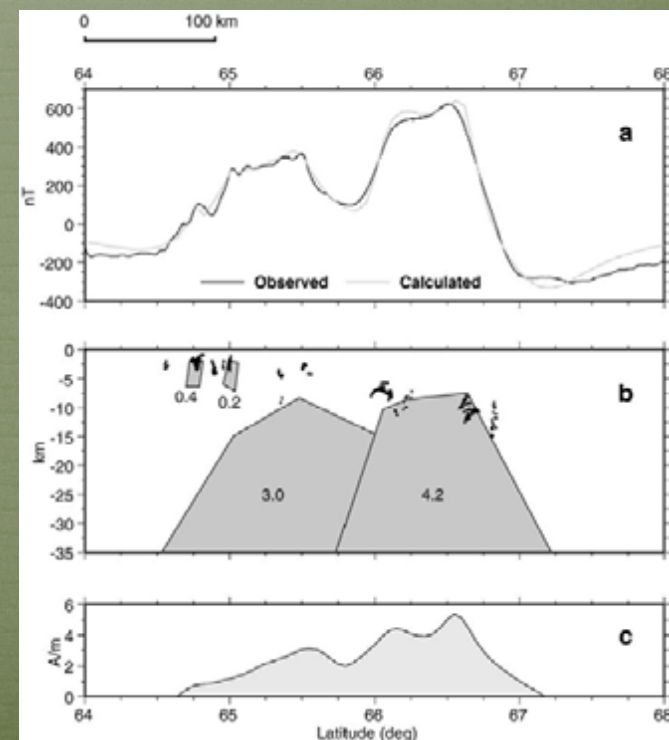 0 100 km
64 65 66 67 68
600
400
200
0
-200
-400
nT
a
Observed Calculated
0
-5
-10
-15
-20
-25
-30
-35
km
b
0.4 0.2
3.0 4.2
6
4
2
0
A/m
c
64 65 66 67 68
Latitude (deg)